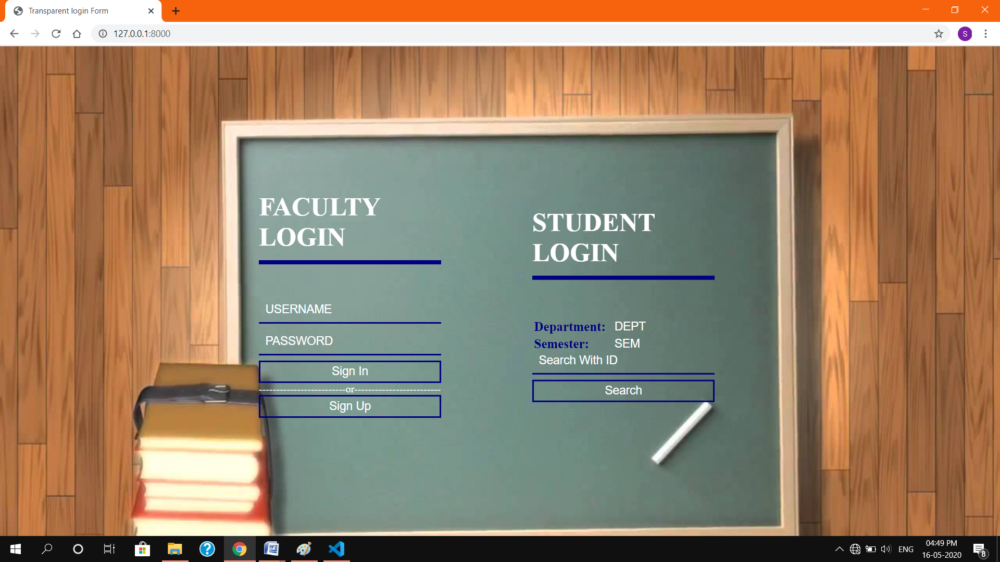 Transparent login Form
127.0.0.1:8000
S
FACULTY
LOGIN
USERNAME
PASSWORD
Sign In
-------------------------or-------------------------
Sign Up
STUDENT
LOGIN
Department: DEPT
Semester: SEM
Search With ID
Search
ENG
04:49 PM
16-05-2020
8